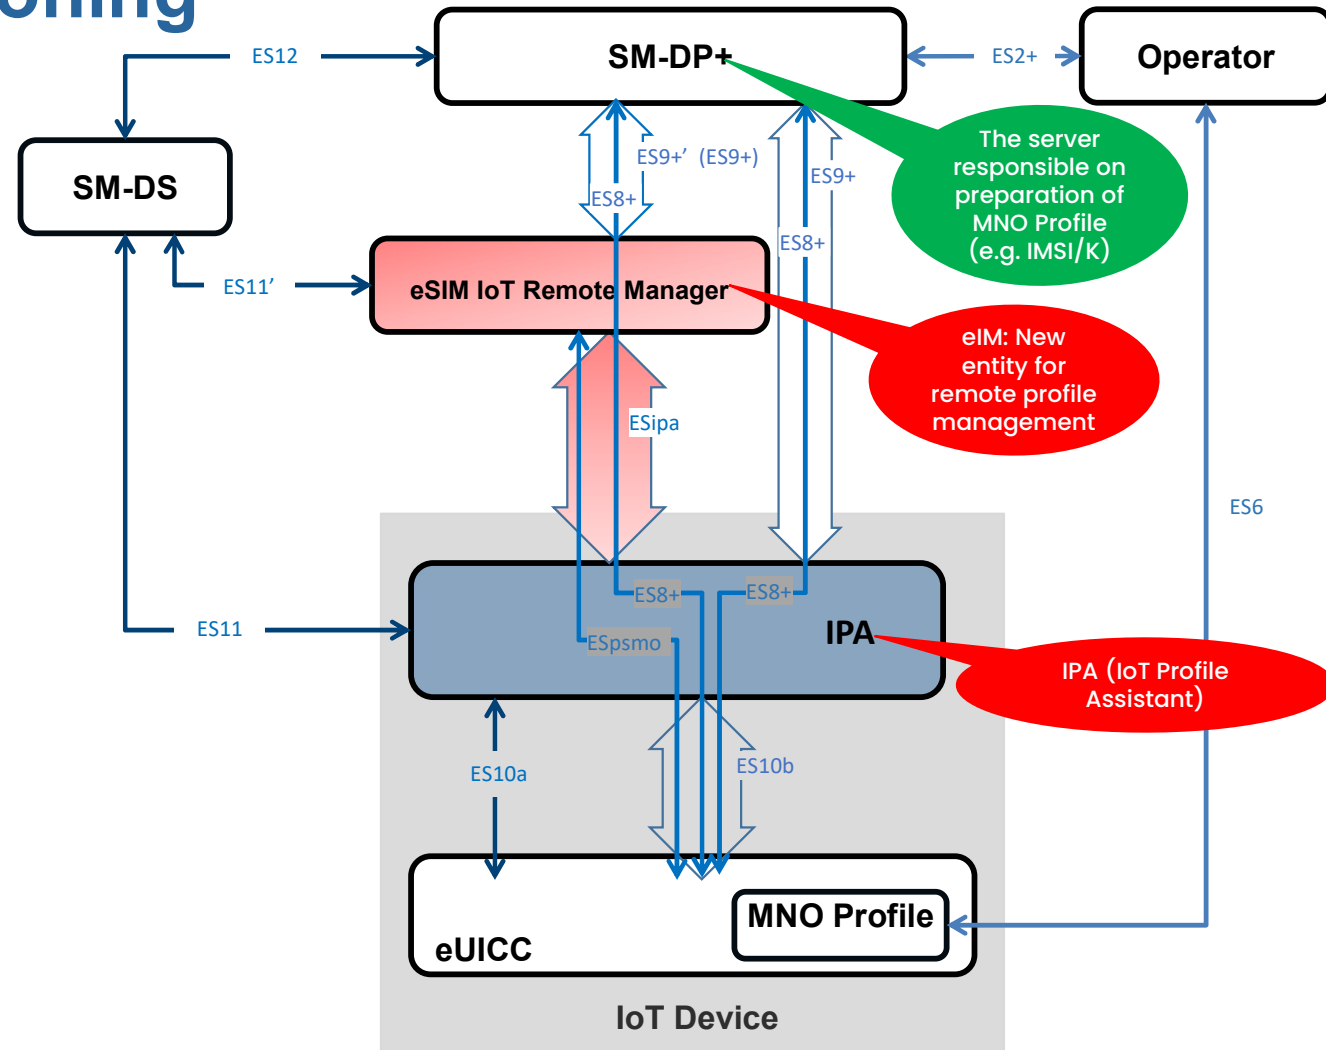 oning
ES12
SM-DP+
ES2+
Operator
The server
responsible on
preparation of
MNO Profile
(e.g. IMSI/K)
ES9+’ (ES9+)
ES9+
SM-DS
ES8+
ES8+
ES11’
eSIM IoT Remote Manager
eIM: New
entity for
remote profile
management
ESipa
ES6
ES8+
ES8+
ES11
ESpsmo
IPA
IPA (IoT Profile
Assistant)
ES10a
ES10b
MNO Profile
eUICC
IoT Device